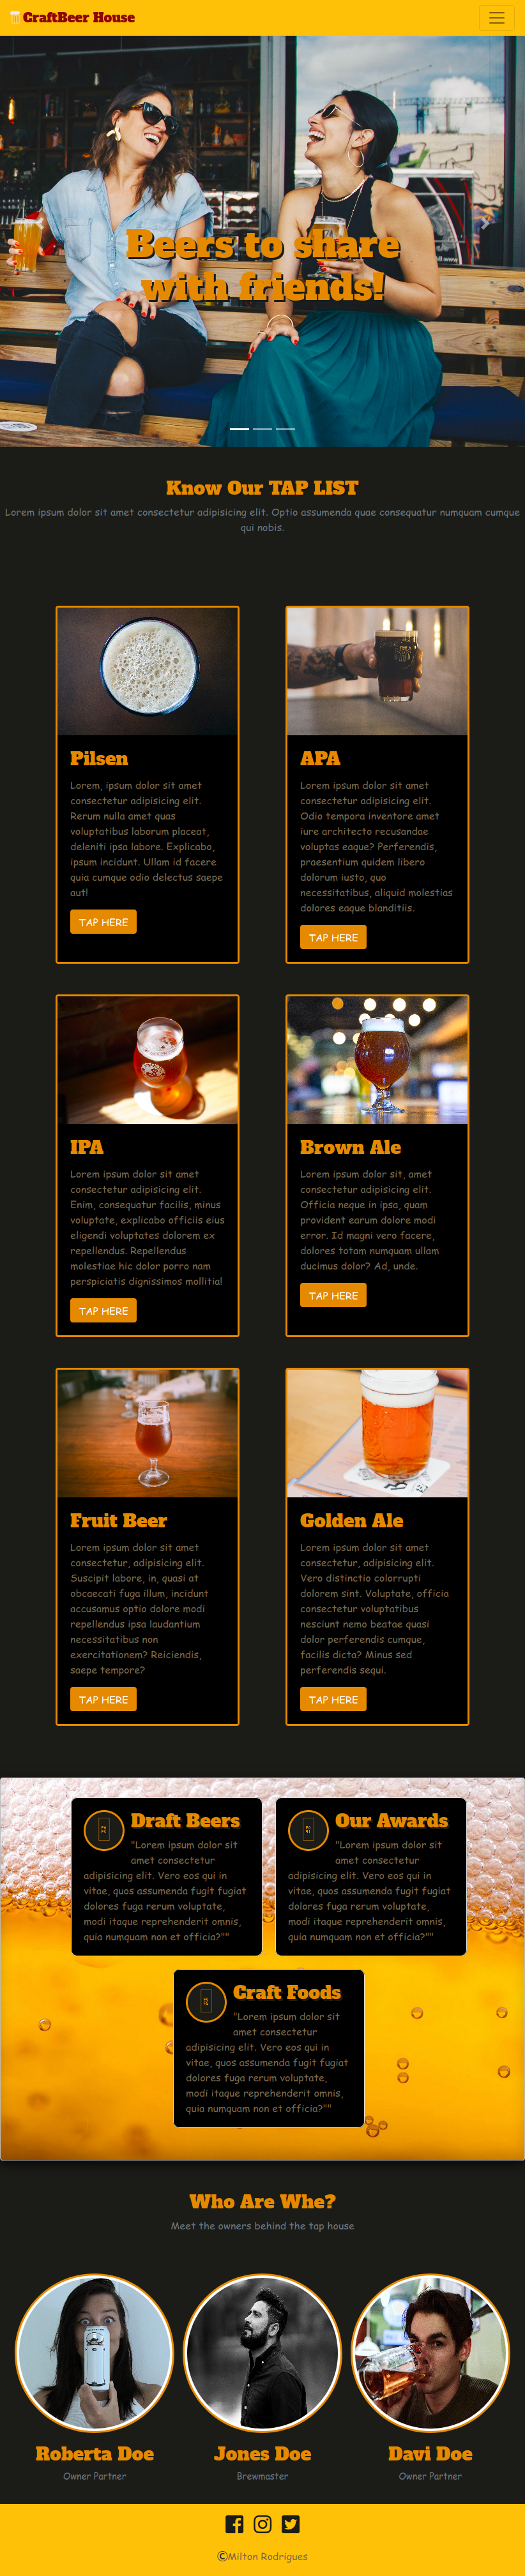 CraftBeer House
Beers to share
with friends!
Know Our TAP LIST
Lorem ipsum dolor sit amet consectetur adipisicing elit. Optio assumenda quae consequatur numquam cumque
qui nobis.
Pilsen
Lorem, ipsum dolor sit amet
consectetur adipisicing elit.
Rerum nulla amet quas
voluptatibus laborum placeat,
deleniti ipsa labore. Explicabo,
ipsum incidunt. Ullam id facere
quia cumque odio delectus saepe
aut!
TAP HERE
APA
Lorem ipsum dolor sit amet
consectetur adipisicing elit.
Odio tempora inventore amet
iure architecto recusandae
voluptas eaque? Perferendis,
praesentium quidem libero
dolorum iusto, quo
necessitatibus, aliquid molestias
dolores eaque blanditiis.
TAP HERE
IPA
Lorem ipsum dolor sit amet
consectetur adipisicing elit.
Enim, consequatur facilis, minus
voluptate, explicabo officiis eius
eligendi voluptates dolorem ex
repellendus. Repellendus
molestiae hic dolor porro nam
perspiciatis dignissimos mollitia!
TAP HERE
Brown Ale
Lorem ipsum dolor sit, amet
consectetur adipisicing elit.
Officia neque in ipsa, quam
provident earum dolore modi
error. Id magni vero facere,
dolores totam numquam ullam
ducimus dolor? Ad, unde.
TAP HERE
Fruit Beer
Lorem ipsum dolor sit amet
consectetur, adipisicing elit.
Suscipit labore, in, quasi at
obcaecati fuga illum, incidunt
accusamus optio dolore modi
repellendus ipsa laudantium
necessitatibus non
exercitationem? Reiciendis,
saepe tempore?
TAP HERE
Golden Ale
Lorem ipsum dolor sit amet
consectetur, adipisicing elit.
Vero distinctio colorrupti
dolorem sint. Voluptate, officia
consectetur voluptatibus
nesciunt nemo beatae quasi
dolor perferendis cumque,
facilis dicta? Minus sed
perferendis sequi.
TAP HERE
Draft Beers
"Lorem ipsum dolor sit
amet consectetur
adipisicing elit. Vero eos qui in
vitae, quos assumenda fugit fugiat
dolores fuga rerum voluptate,
modi itaque reprehenderit omnis,
quia numquam non et officia?""
Our Awards
"Lorem ipsum dolor sit
amet consectetur
adipisicing elit. Vero eos qui in
vitae, quos assumenda fugit fugiat
dolores fuga rerum voluptate,
modi itaque reprehenderit omnis,
quia numquam non et officia?""
Craft Foods
"Lorem ipsum dolor sit
amet consectetur
adipisicing elit. Vero eos qui in
vitae, quos assumenda fugit fugiat
dolores fuga rerum voluptate,
modi itaque reprehenderit omnis,
quia numquam non et officia?""
Who Are Whe?
Meet the owners behind the tap house
Roberta Doe
Owner Partner
Jones Doe
Brewmaster
Davi Doe
Owner Partner
©Milton Rodrigues